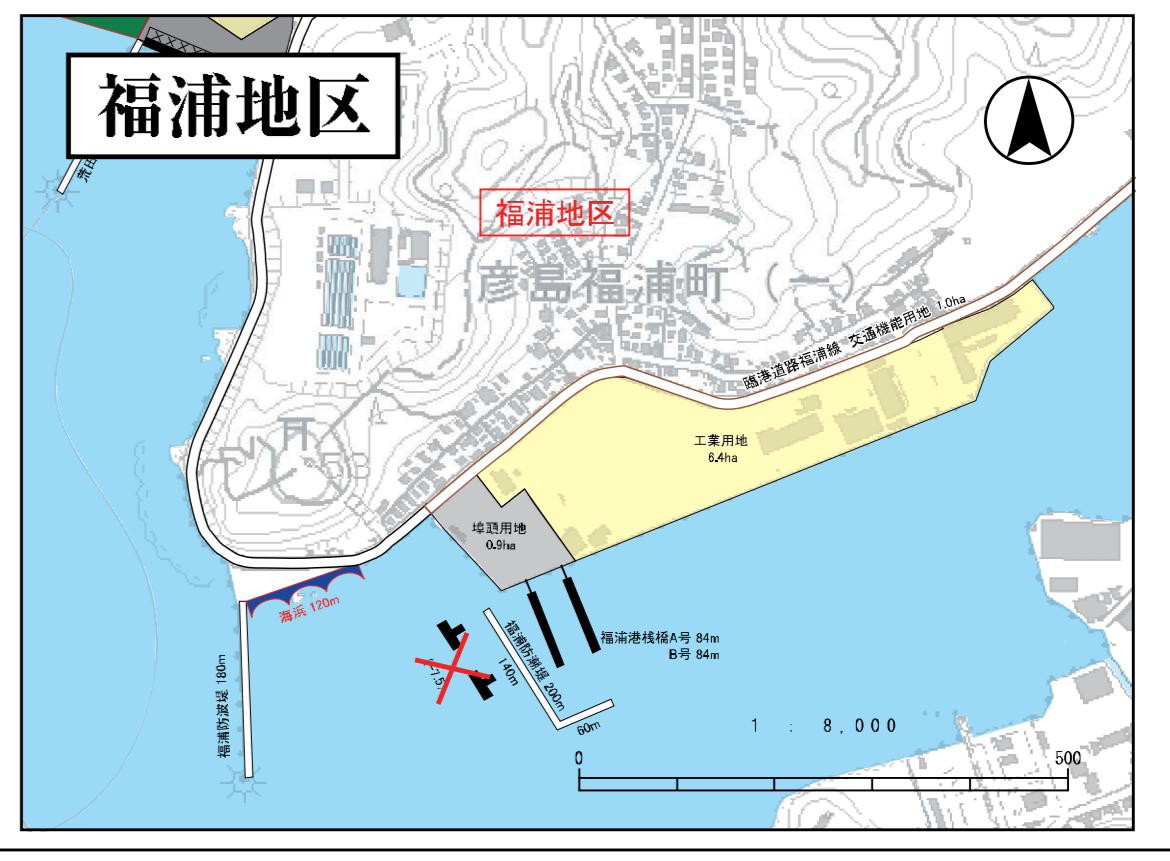 福浦地区
荒田
福浦地区
彦島福浦町（一）
臨港道路福浦線 交通機能用地 1.0ha
工業用地
6.4ha
埠頭用地
0.9ha
海浜 120m
福浦防波堤 180m
福浦防潮堤 200m
140m
60m
福浦港桟橋A号 84m
B号 84m
1 : 8,000
0
500